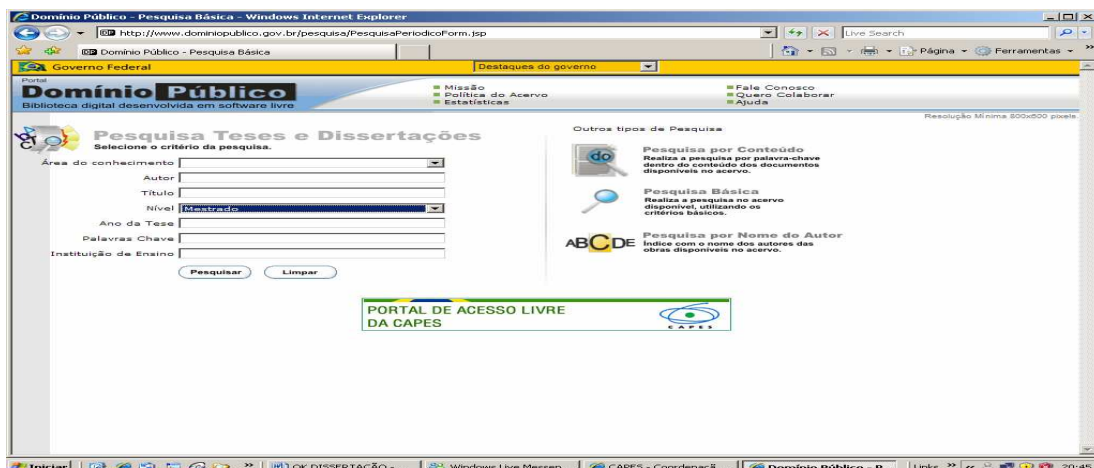 Domínio Público - Pesquisa Básica - Windows Internet Explorer
http://www.dominiopublico.gov.br/pesquisa/PesquisaPeriodicoForm.jsp
Live Search
Domínio Público - Pesquisa Básica
Página
Ferramentas
Governo Federal
Destaques do governo
Portal
Domínio Público
Biblioteca digital desenvolvida em software livre
Missão
Política do Acervo
Estatísticas
Fale Conosco
Quero Colaborar
Ajuda
Resolução Mínima 800x600 pixels
Pesquisa Teses e Dissertações
Selecione o critério da pesquisa.
Área do conhecimento
Autor
Título
Nível Mestrado
Ano da Tese
Palavras Chave
Instituição de Ensino
Pesquisar
Limpar
Outros tipos de Pesquisa
do
Pesquisa por Conteúdo
Realiza a pesquisa por palavra-chave
dentro do conteúdo dos documentos
disponíveis no acervo.
Pesquisa Básica
Realiza a pesquisa no acervo
disponível, utilizando os
critérios básicos.
ABCDE
Pesquisa por Nome do Autor
Índice com o nome dos autores das
obras disponíveis no acervo.
PORTAL DE ACESSO LIVRE
DA CAPES
CAPES
Iniciar
OK DISSERTAÇÃO -
Windows Live Messen
CAPES - Coordenaçã
Domínio Público - P
Links
20:45